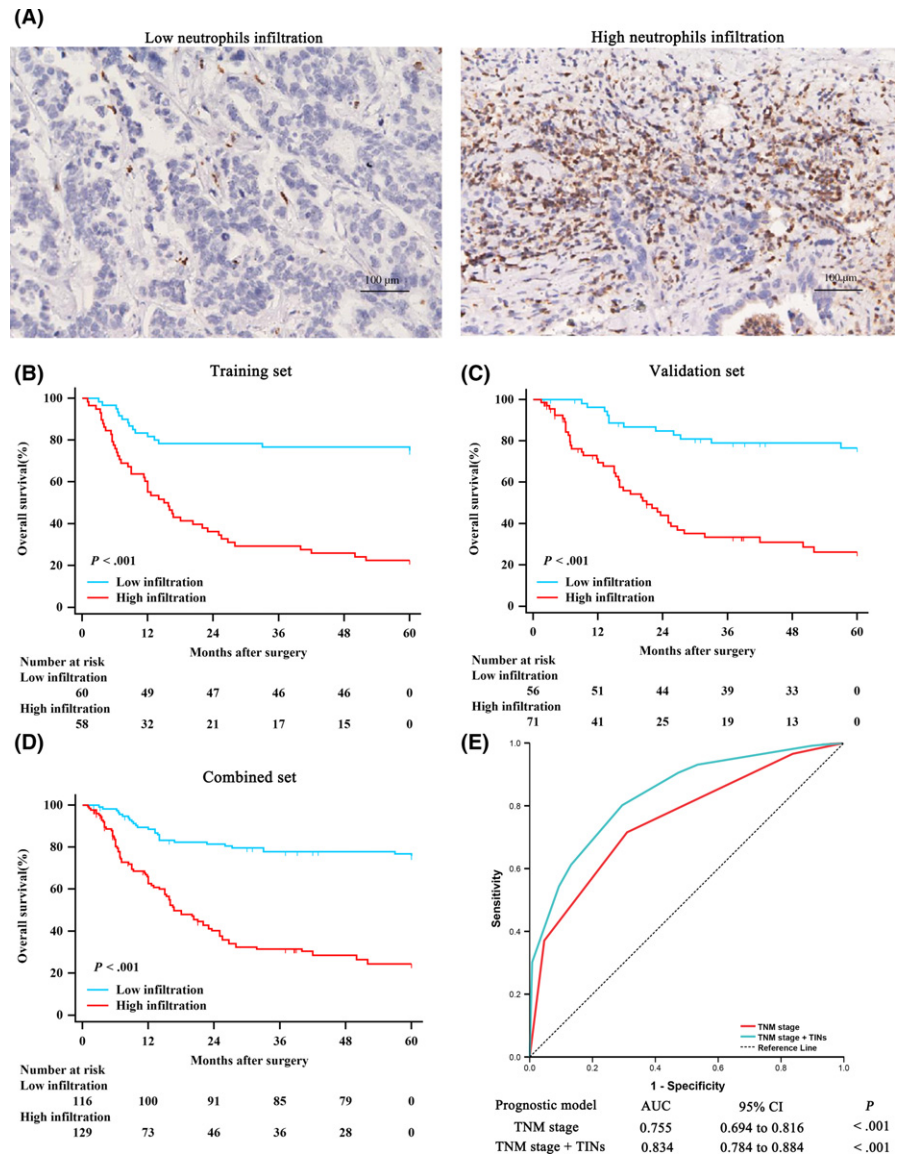 (A)
Low neutrophils infiltration
High neutrophils infiltration
100 μm
100 μm
(B)
Training set
Overall survival(%)
100
80
60
40
20
0
P < .001
Low infiltration
High infiltration
0 12 24 36 48 60
Months after surgery
Number at risk
Low infiltration
60 49 47 46 46 0
High infiltration
58 32 21 17 15 0
(C)
Validation set
Overall survival(%)
100
80
60
40
20
0
P < .001
Low infiltration
High infiltration
0 12 24 36 48 60
Months after surgery
Number at risk
Low infiltration
56 51 44 39 33 0
High infiltration
71 41 25 19 13 0
(D)
Combined set
Overall survival(%)
100
80
60
40
20
0
P < .001
Low infiltration
High infiltration
0 12 24 36 48 60
Months after surgery
Number at risk
Low infiltration
116 100 91 85 79 0
High infiltration
129 73 46 36 28 0
(E)
Sensitivity
1.0
0.8
0.6
0.4
0.2
0.0
TNM stage
TNM stage + TINs
Reference Line
0.0 0.2 0.4 0.6 0.8 1.0
1 - Specificity
Prognostic model AUC 95% CI P
TNM stage 0.755 0.694 to 0.816 < .001
TNM stage + TINs 0.834 0.784 to 0.884 < .001